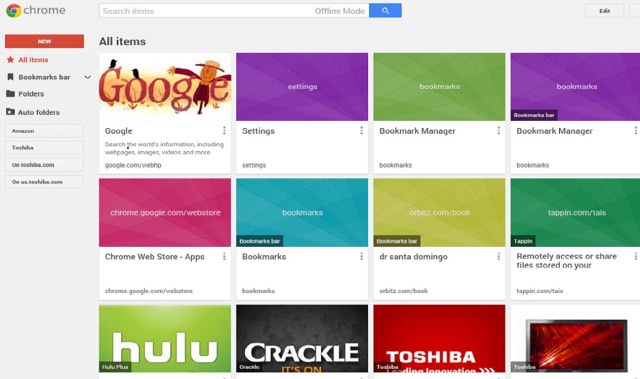 chrome
Search items Offline Mode
Edit
NEW
All items
Bookmarks bar
Folders
Auto folders
Amazon
Toshiba
On toshiba.com
On us.toshiba.com
All items
Google
Google
Search the world's information, including
webpages, images, videos and more.
google.com/webhp
settings
Settings
settings
bookmarks
Bookmark Manager
bookmarks
Bookmarks bar
Bookmark Manager
bookmarks
chrome.google.com/webstore
Chrome Web Store - Apps
chrome.google.com/webstore
bookmarks
Bookmarks bar
Bookmarks
bookmarks
orbitz.com/book
Bookmarks bar
dr santa domingo
orbitz.com/book
tappin.com/tais
Tappin
Remotely access or share
files stored on your
tappin.com/tais
hulu
Hulu Plus
CRACKLE
IT'S ON
Crackle
TOSHIBA
Leading Innovation >>>
Toshiba
Toshiba